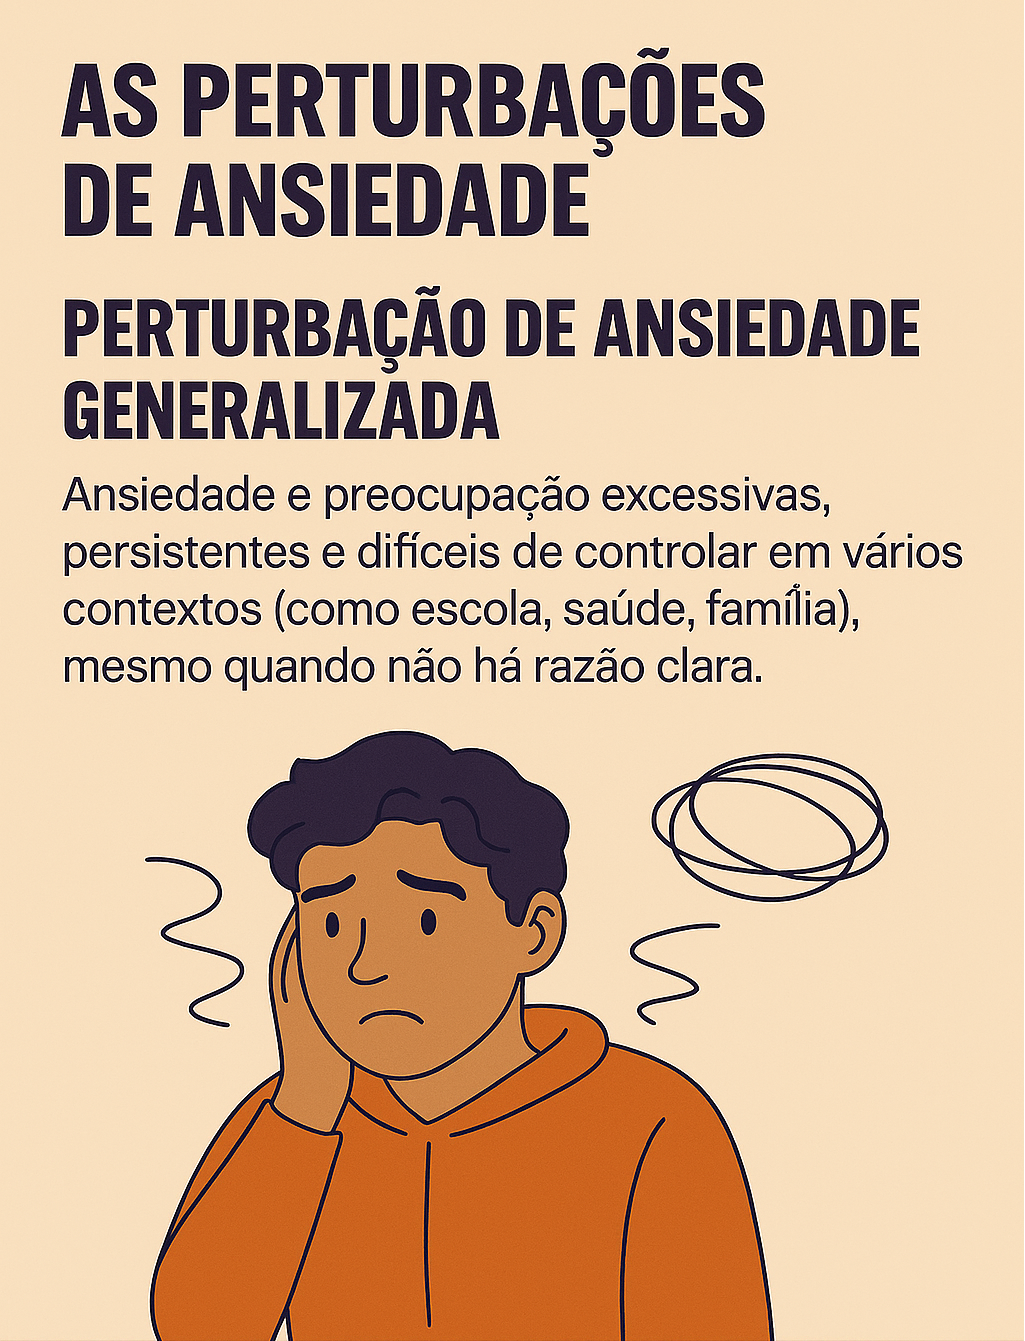 AS PERTURBAÇÕES
DE ANSIEDADE
PERTURBAÇÃO DE ANSIEDADE
GENERALIZADA
Ansiedade e preocupação excessivas,
persistentes e difíceis de controlar em vários
contextos (como escola, saúde, família),
mesmo quando não há razão clara.